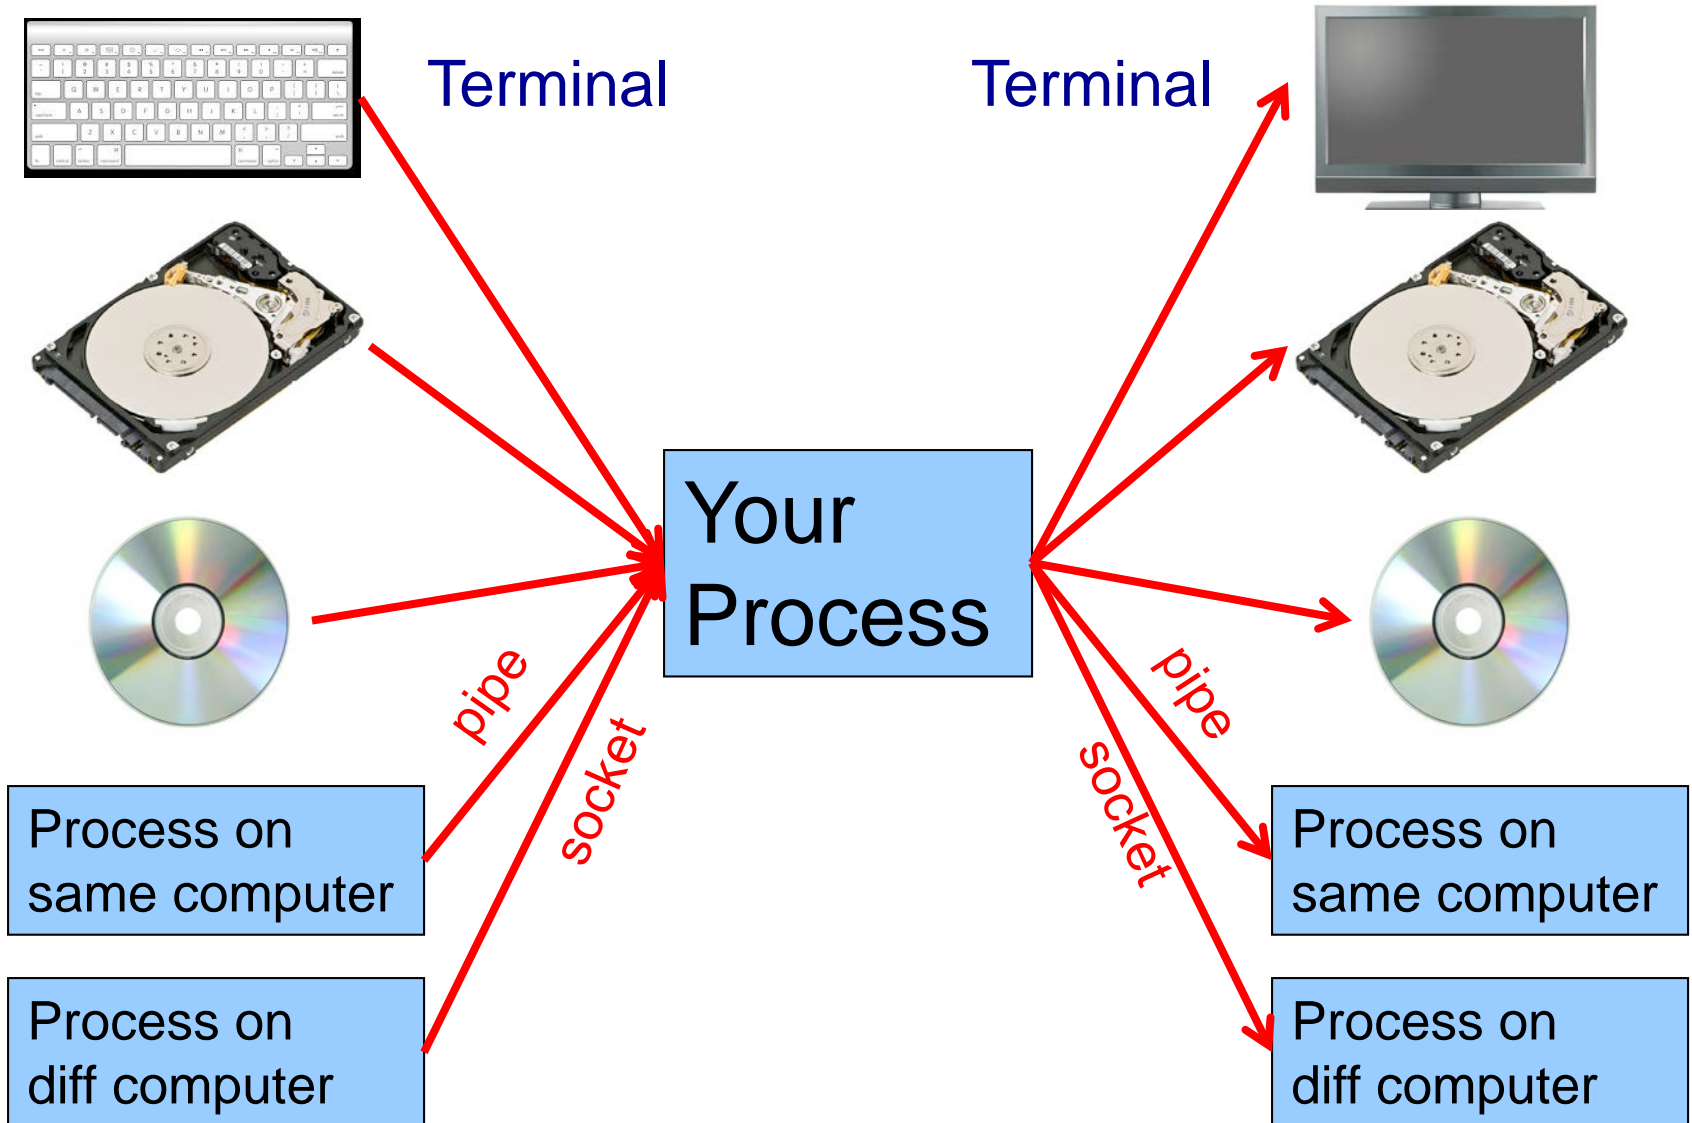 Terminal
Terminal
Your
Process
pipe
socket
pipe
socket
Process on
same computer
Process on
same computer
Process on
diff computer
Process on
diff computer